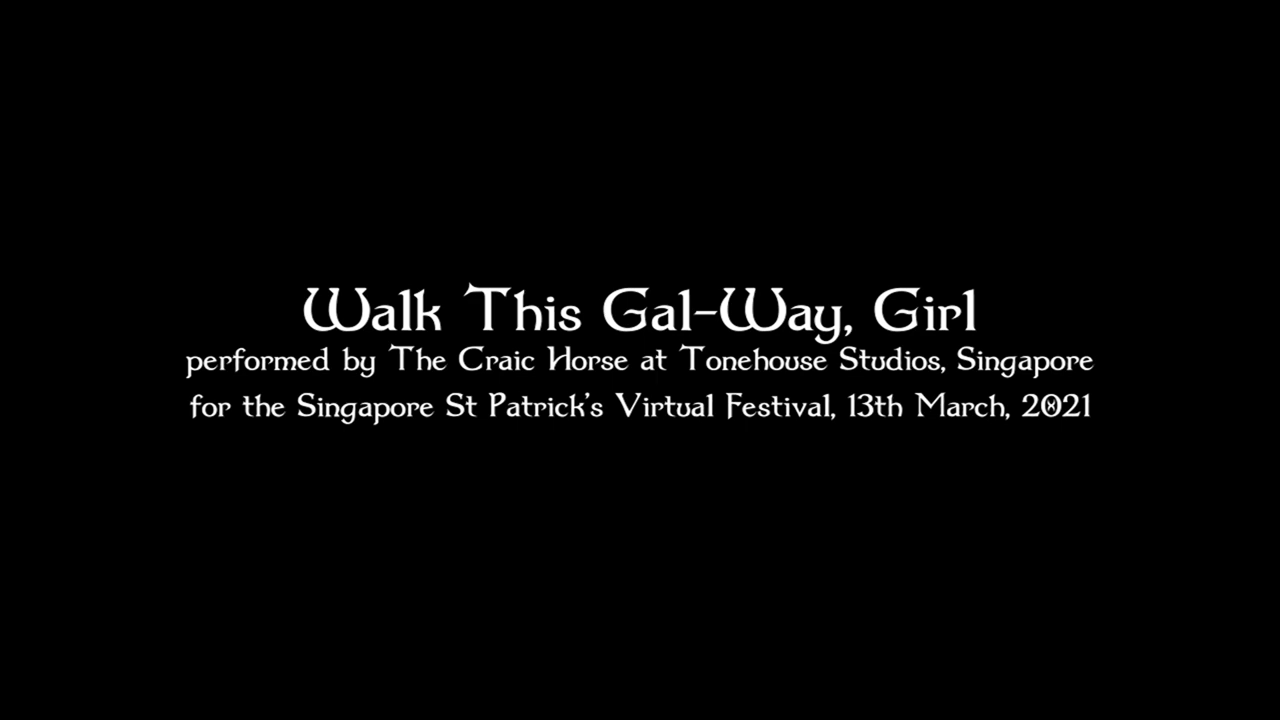 Walk This Gal-Way, Girl
performed by The Craic Horse at Tonehouse Studios, Singapore
for the Singapore St Patrick's Virtual Festival, 13th March, 2021